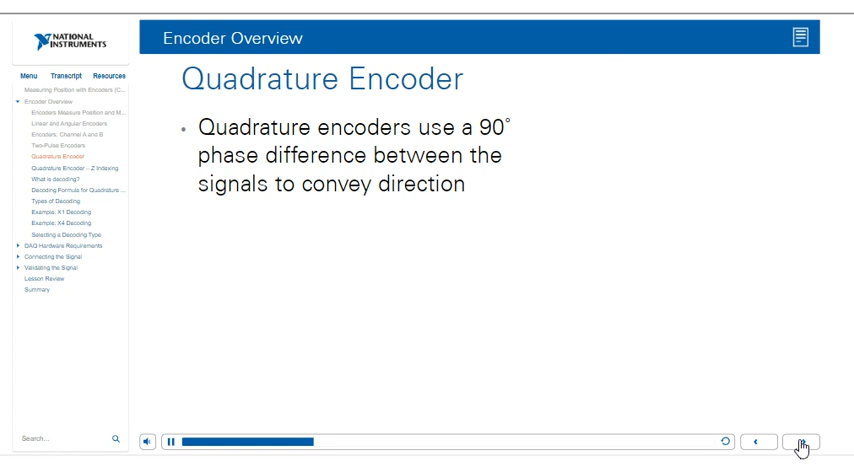 NATIONAL
INSTRUMENTS
Encoder Overview
Menu Transcript Resources
Measuring Position with Encoders (C...
Encoder Overview
Encoders Measure Position and M...
Linear and Angular Encoders
Encoders: Channel A and B
Two-Pulse Encoders
Quadrature Encoder
Quadrature Encoder – Z Indexing
What is decoding?
Decoding Formula for Quadrature ...
Types of Decoding
Example: X1 Decoding
Example: X4 Decoding
Selecting a Decoding Type
DAQ Hardware Requirements
Connecting the Signal
Validating the Signal
Lesson Review
Summary
Search...
Quadrature Encoder
• Quadrature encoders use a 90°
phase difference between the
signals to convey direction